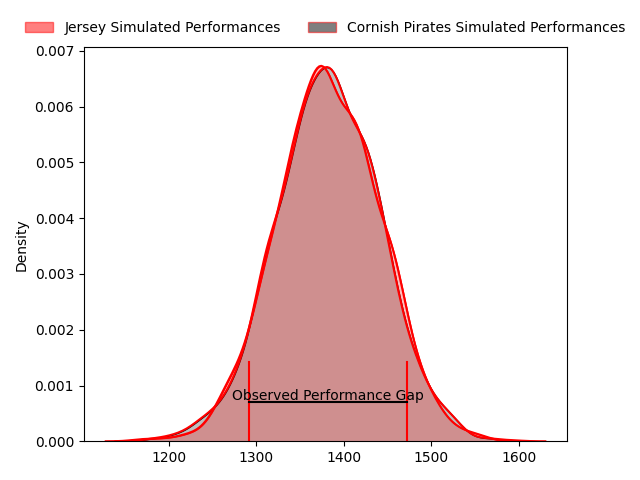 Jersey Simulated Performances
Cornish Pirates Simulated Performances
0.007
0.006
0.005
0.004
0.003
0.002
0.001
0.000
Density
Observed Performance Gap
1200 1300 1400 1500 1600